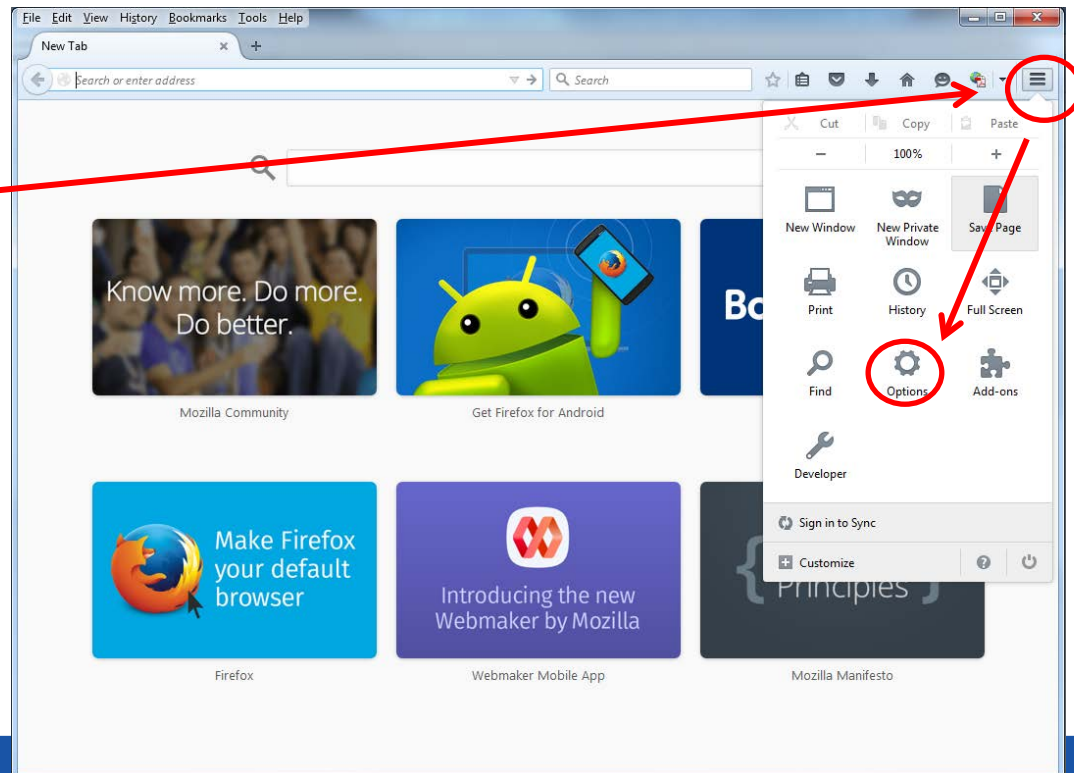 File Edit View History Bookmarks Tools Help
New Tab
Search or enter address
Search
Cut Copy Paste
100%
New Window New Private Save Page
Window
Print History Full Screen
Find Options Add-ons
Developer
Sign in to Sync
Customize
Know more. Do more.
Do better.
Bo
Mozilla Community
Get Firefox for Android
Make Firefox
your default
browser
Introducing the new
Webmaker by Mozilla
{ Principles }
Firefox
Webmaker Mobile App
Mozilla Manifesto